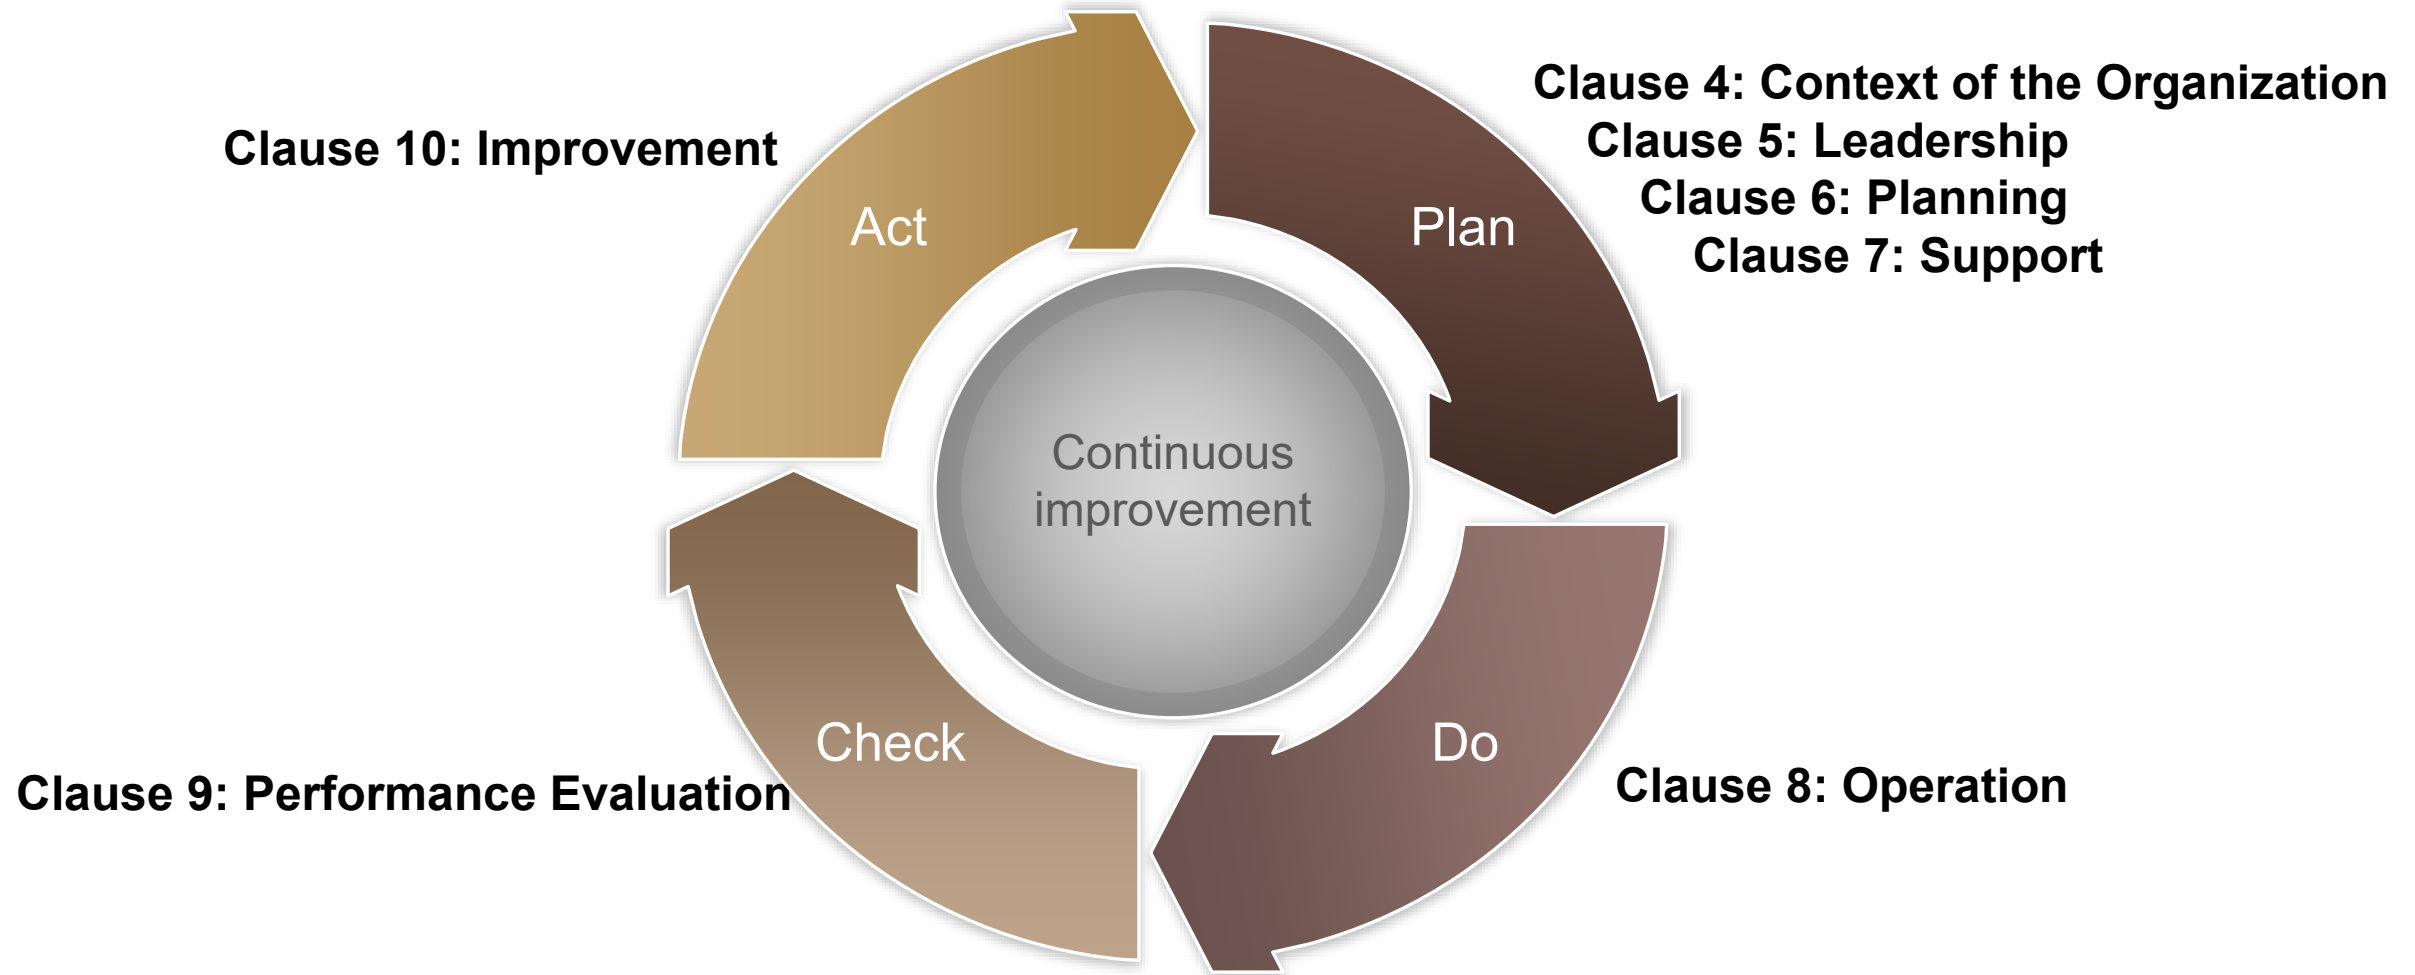 Clause 4: Context of the Organization
Clause 5: Leadership
Clause 6: Planning
Clause 7: Support
Clause 10: Improvement
Act
Plan
Continuous
improvement
Check
Do
Clause 9: Performance Evaluation
Clause 8: Operation